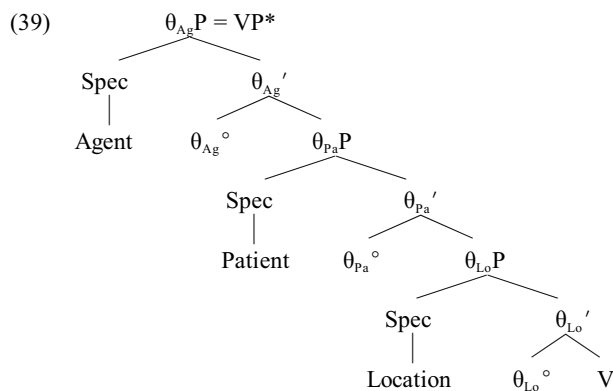 (39) θAgP = VP*
Spec θAg′
Agent θAg° θPaP
Spec θPa′
Patient θPa° θLoP
Spec θLo′
Location θLo° V